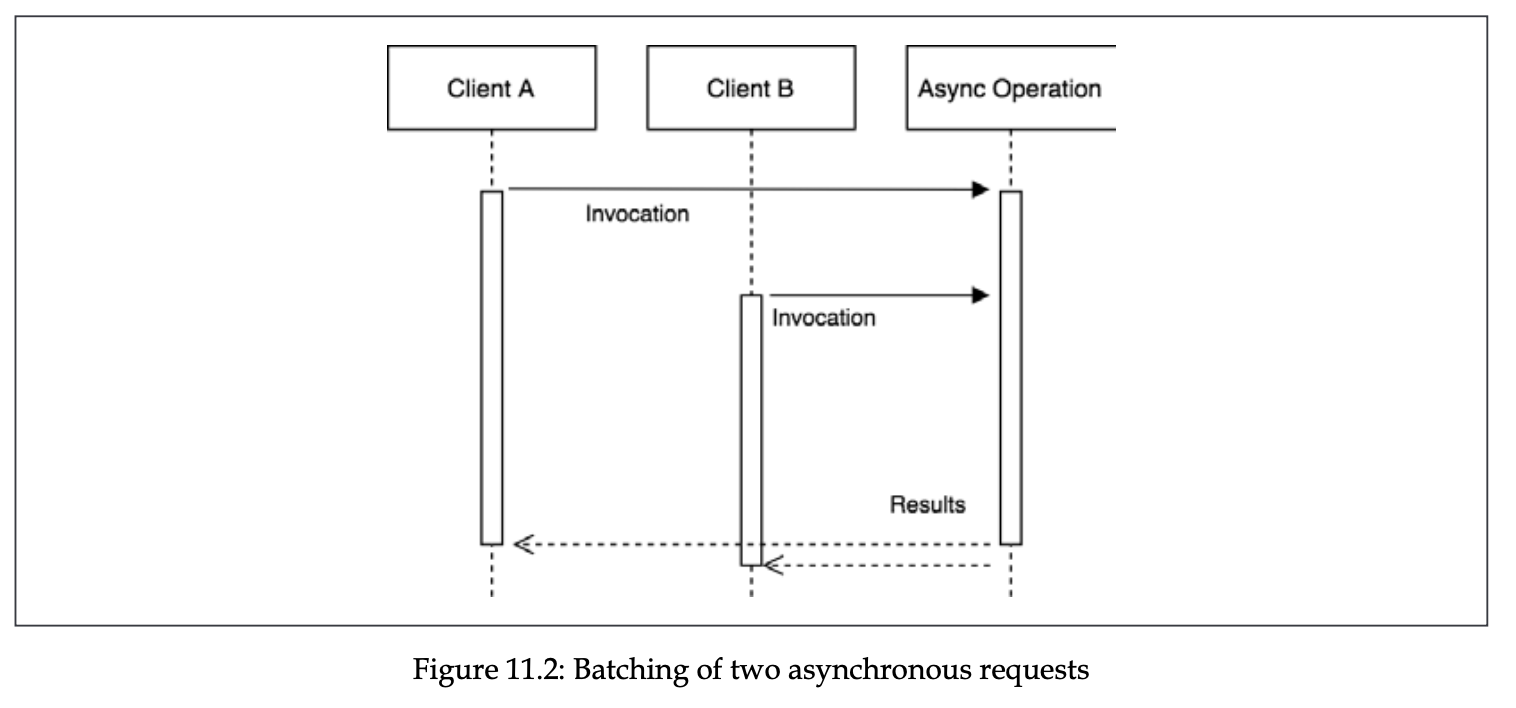 Client A
Client B
Async Operation
Invocation
Invocation
Results
Figure 11.2: Batching of two asynchronous requests